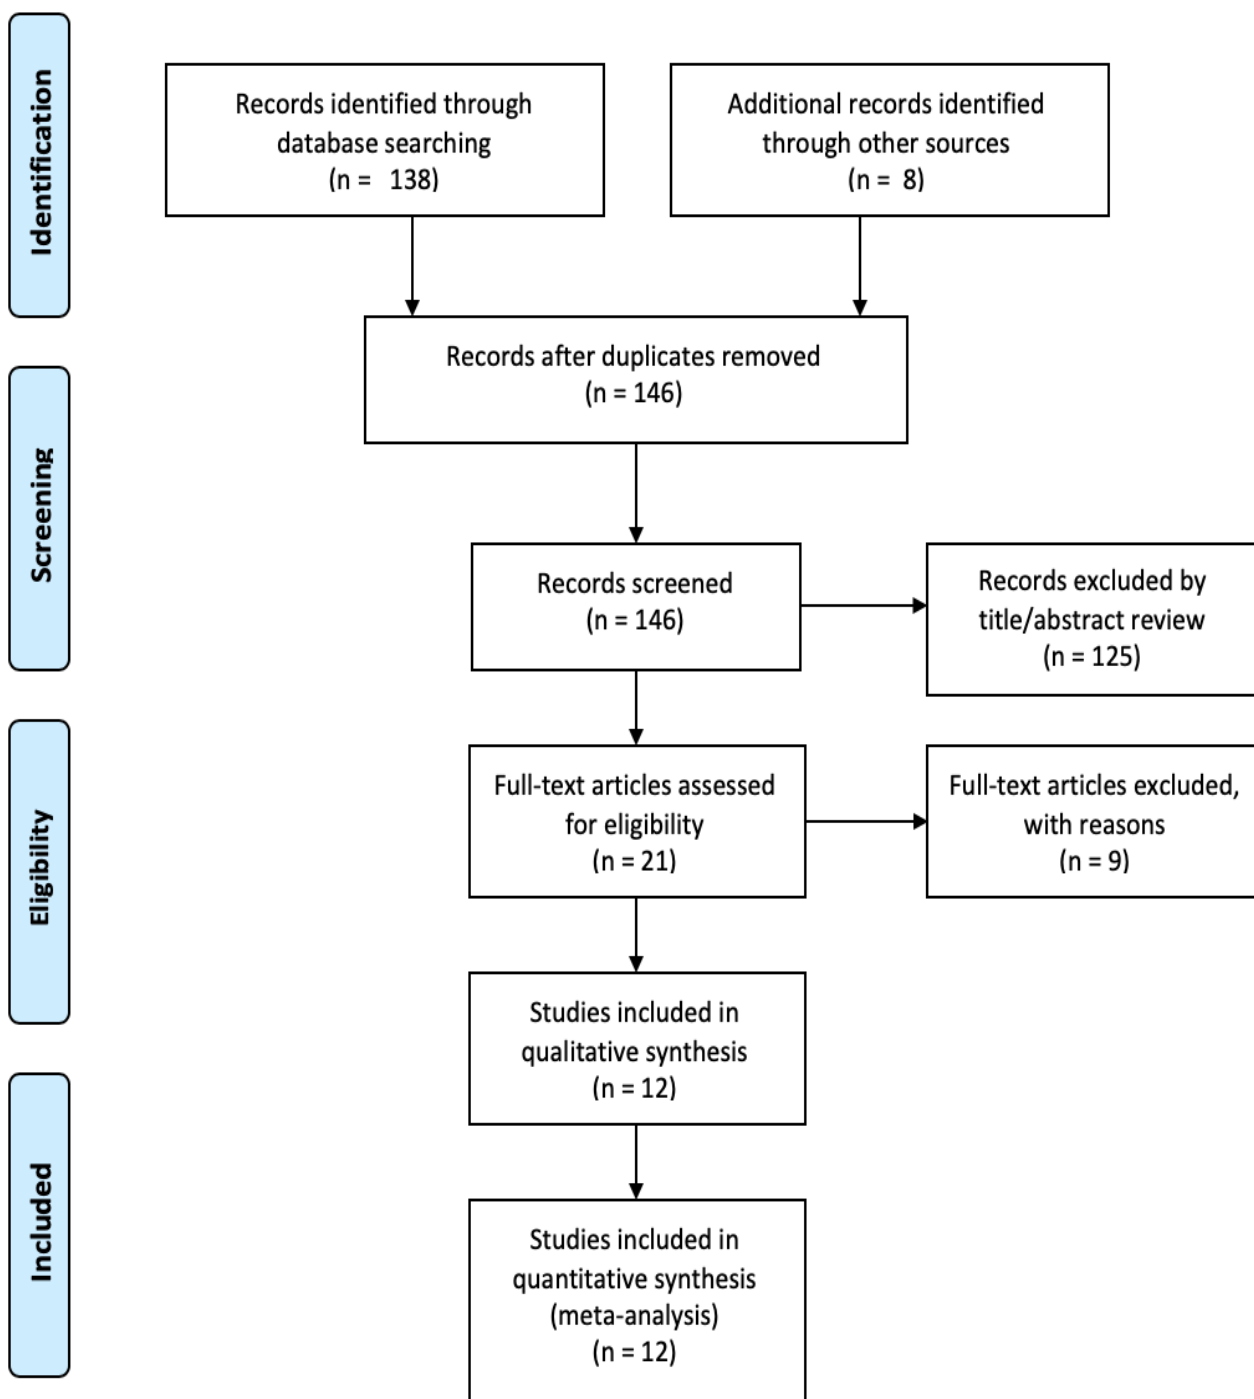 Identification
Records identified through
database searching
(n =   138)
Additional records identified
through other sources
(n =  8)
Records after duplicates removed
(n = 146)
Screening
Records screened
(n = 146)
Records excluded by
title/abstract review
(n = 125)
Eligibility
Full-text articles assessed
for eligibility
(n = 21)
Full-text articles excluded,
with reasons
(n = 9)
Studies included in
qualitative synthesis
(n = 12)
Included
Studies included in
quantitative synthesis
(meta-analysis)
(n = 12)